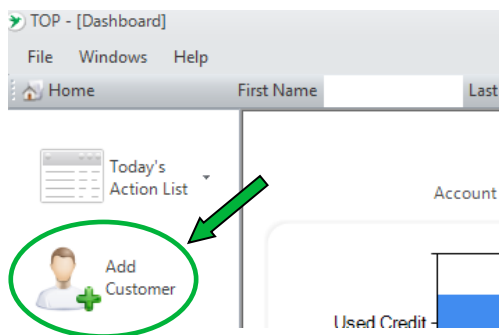 TOP - [Dashboard]
File Windows Help
Home First Name Last
Today's
Action List
Account
Add
Customer
Used Credit